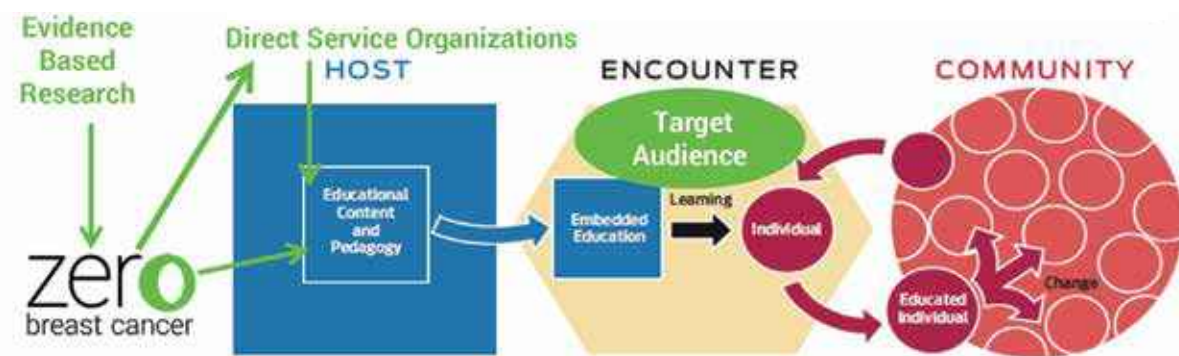 Evidence
Based
Research
Direct Service Organizations
HOST
ENCOUNTER
COMMUNITY
Target
Audience
Educational
Content
and
Pedagogy
Embedded
Education
Learning
Individual
zero
breast cancer
Educated
Individual
Change